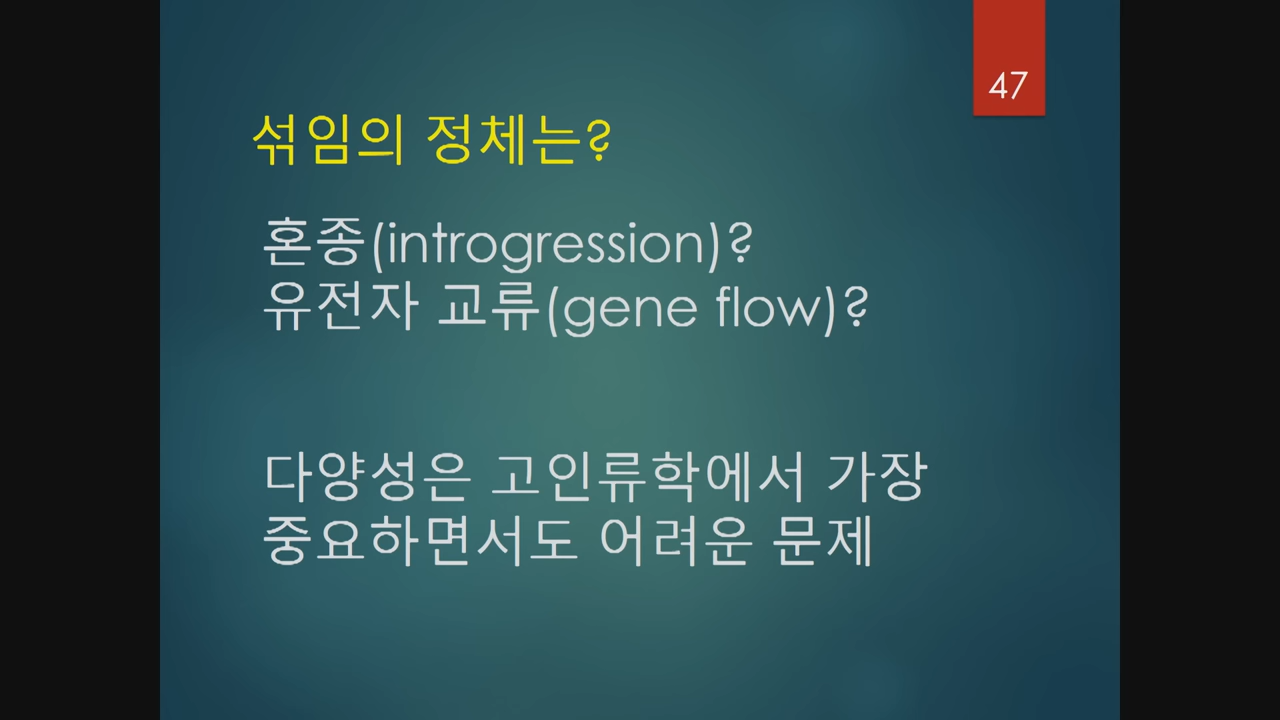 47
섞임의 정체는?
혼종(introgression)?
유전자 교류(gene flow)?
다양성은 고인류학에서 가장
중요하면서도 어려운 문제